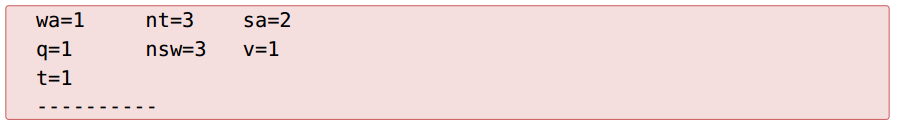 wa=1     nt=3    sa=2
q=1      nsw=3   v=1
t=1
----------